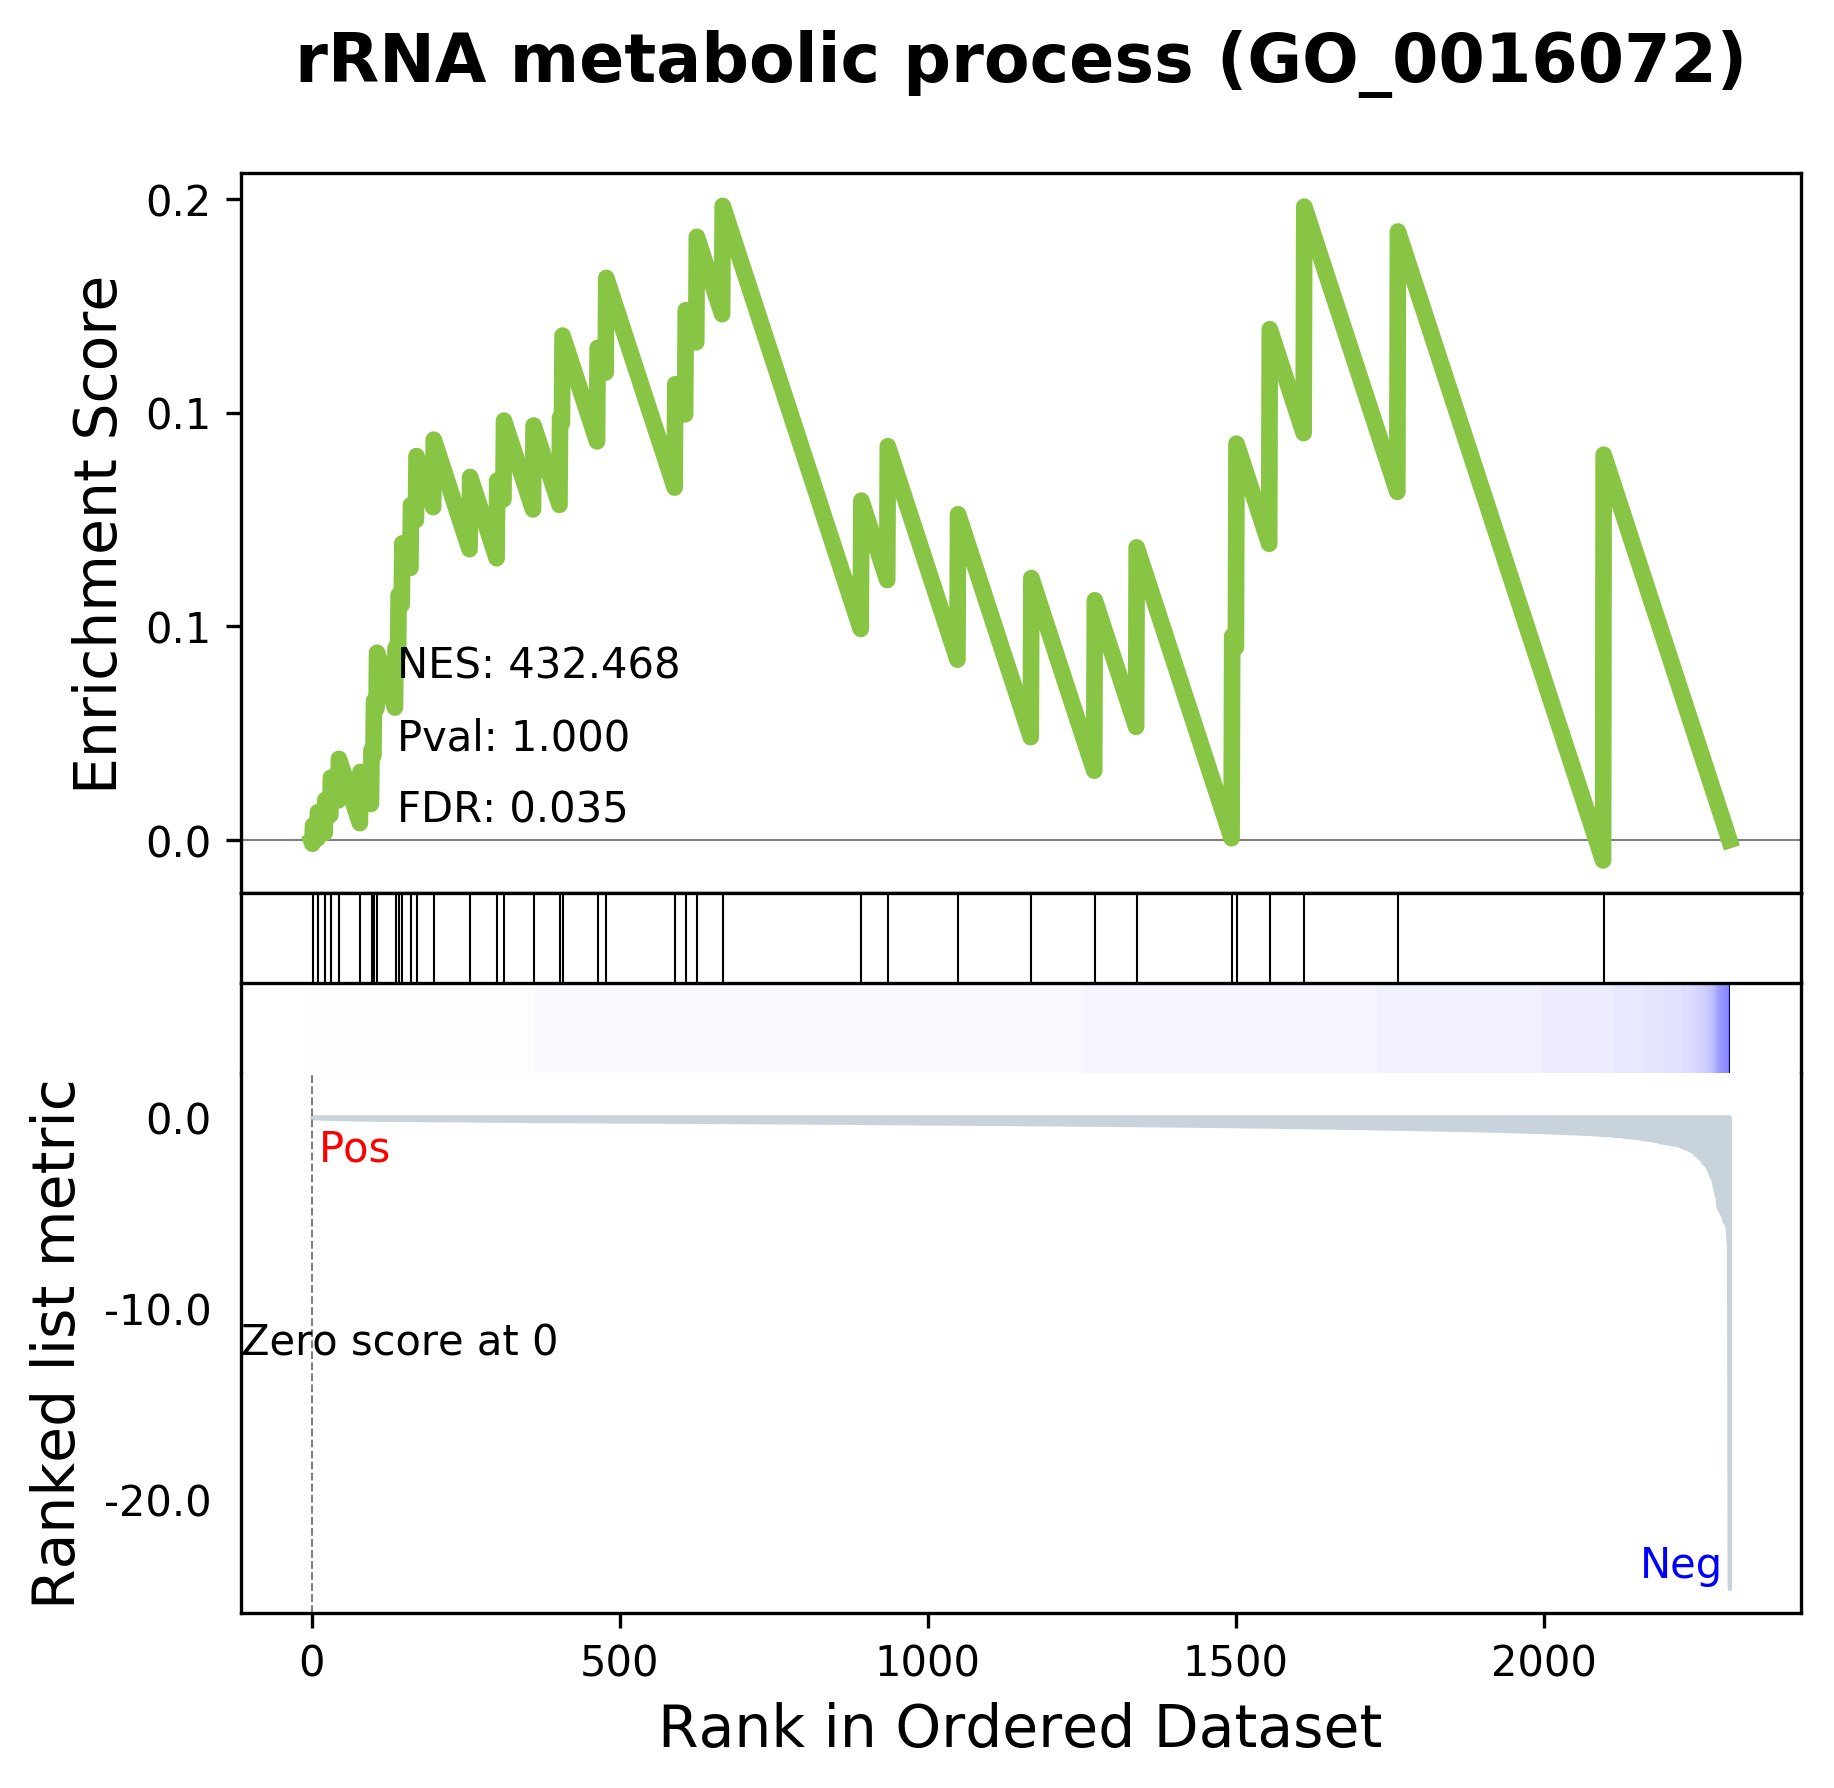 rRNA metabolic process (GO_0016072)
Enrichment Score
0.2
0.1
0.1
0.0
NES: 432.468
Pval: 1.000
FDR: 0.035
Ranked list metric
0.0
-10.0
-20.0
Pos
Zero score at 0
Neg
0 500 1000 1500 2000
Rank in Ordered Dataset